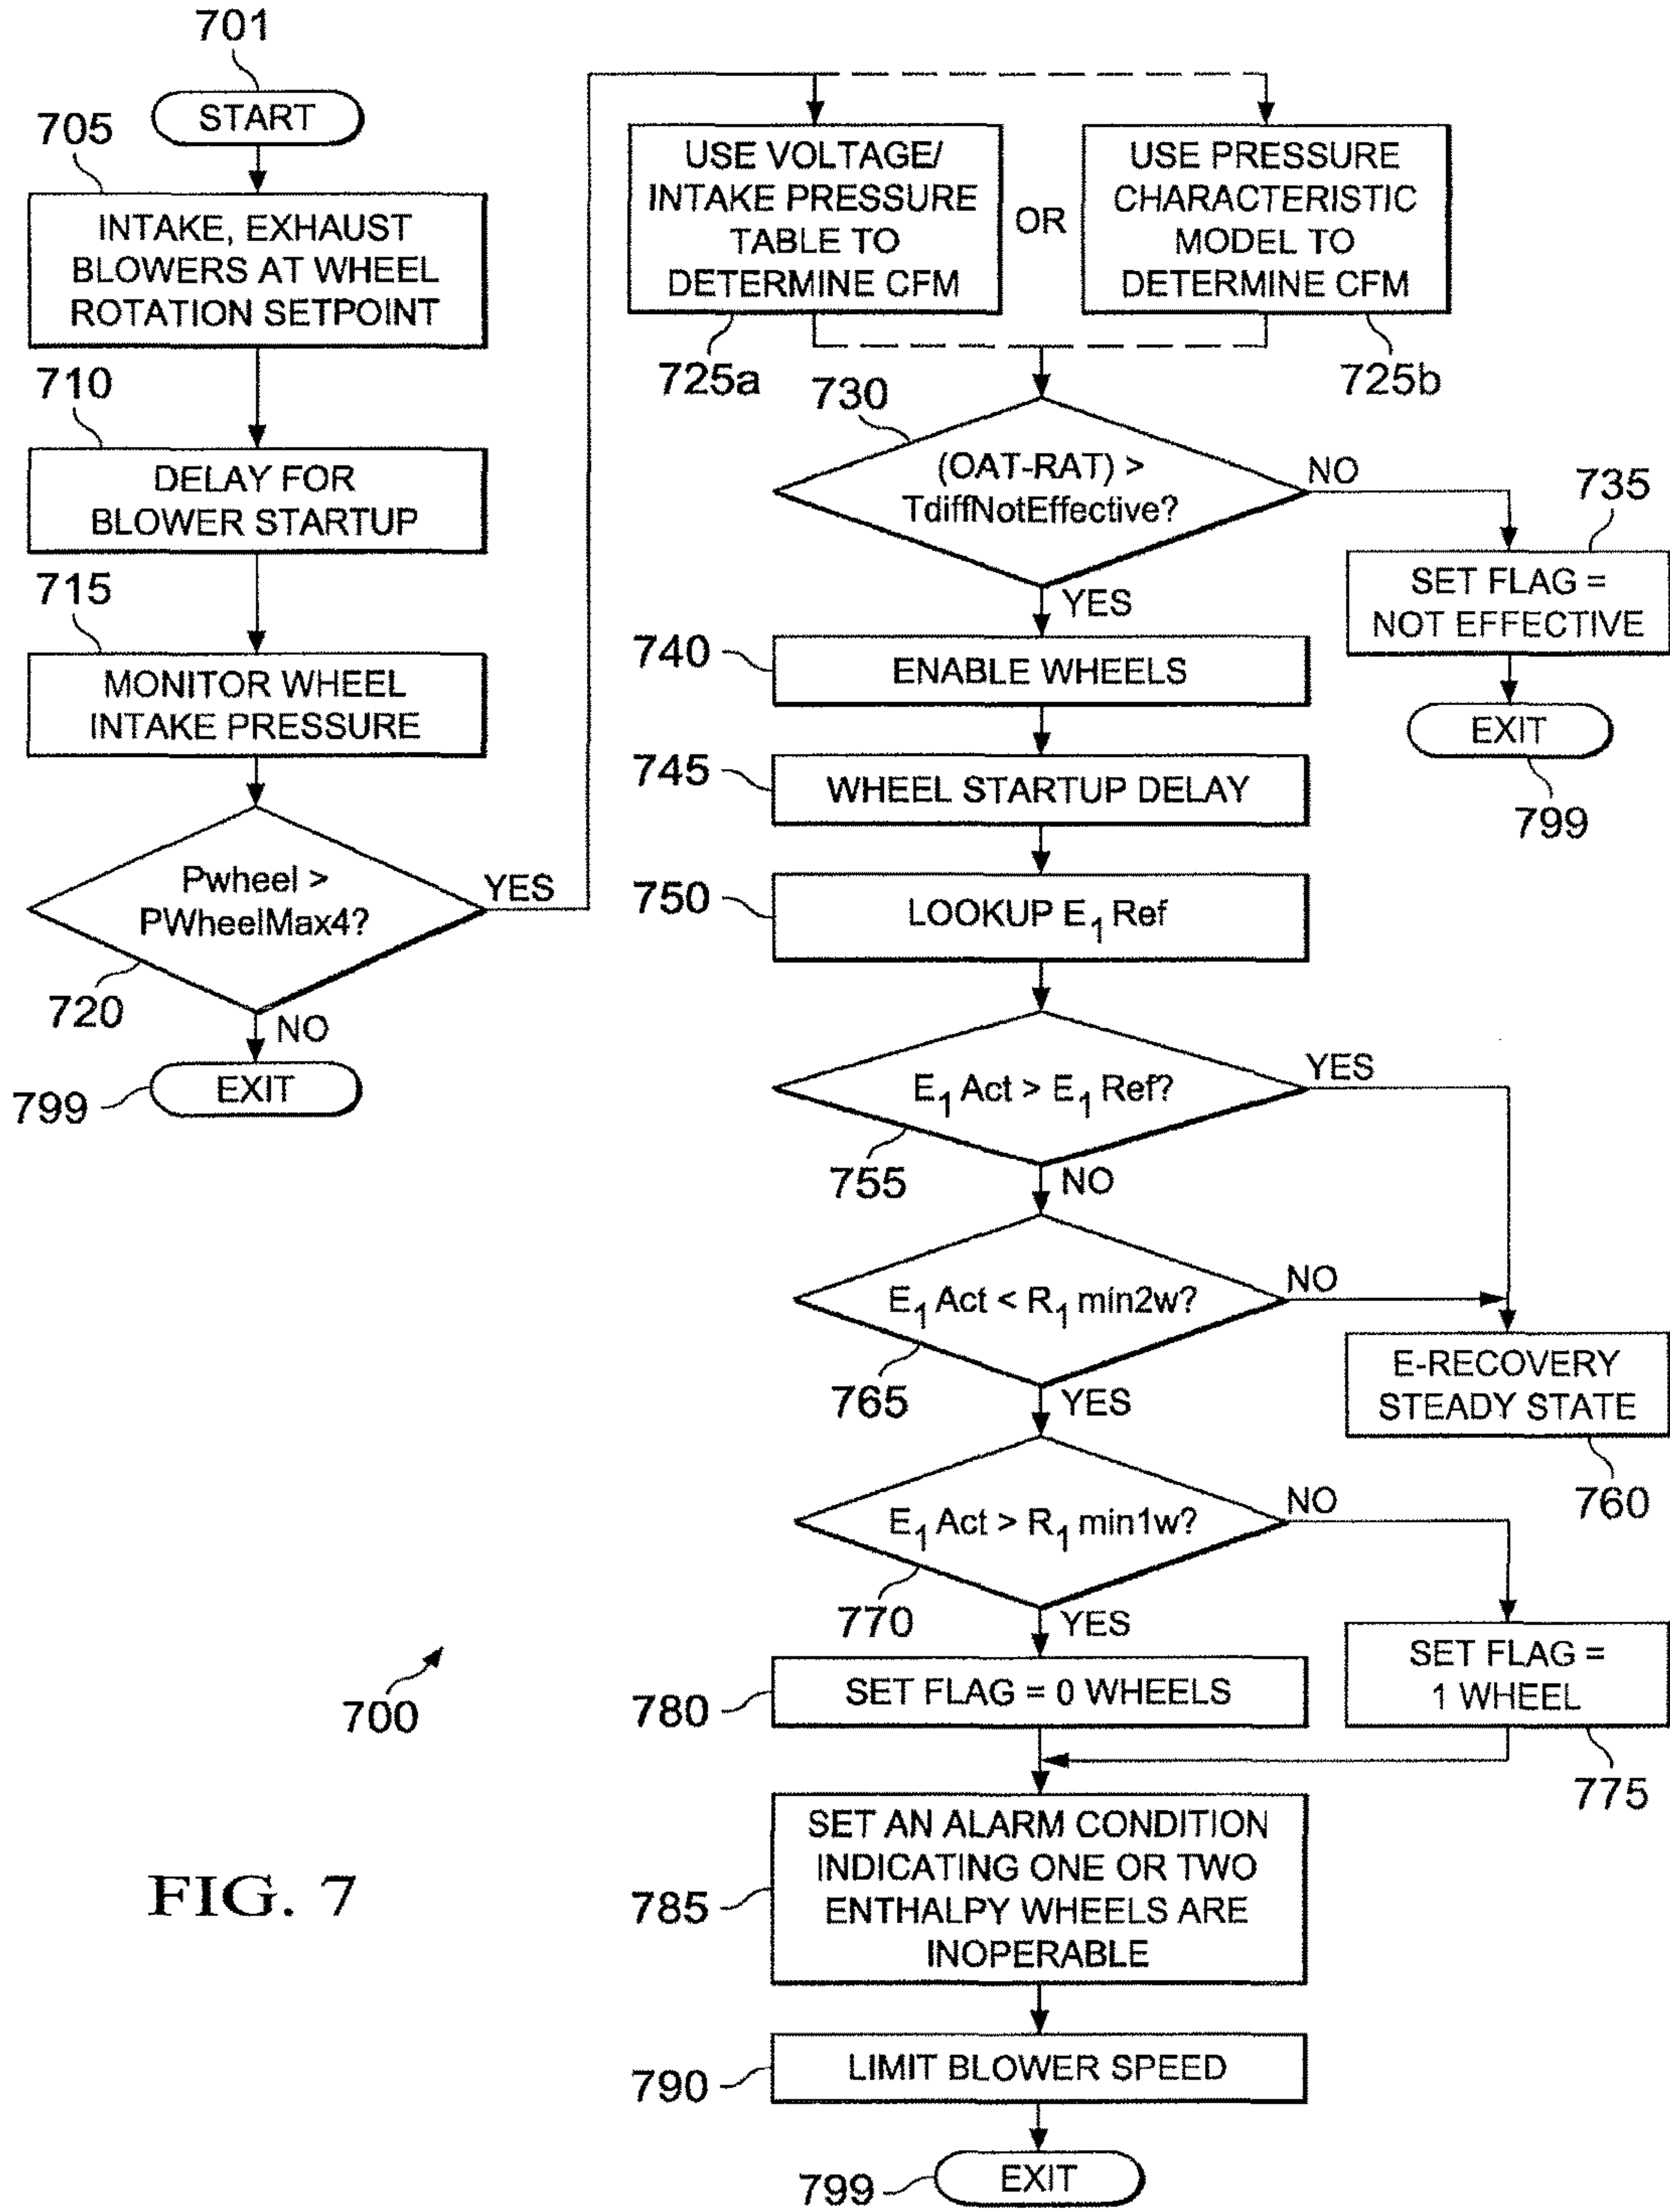 701
START
705
INTAKE, EXHAUST
BLOWERS AT WHEEL
ROTATION SETPOINT
710
DELAY FOR
BLOWER STARTUP
715
MONITOR WHEEL
INTAKE PRESSURE
Pwheel >
PWheelMax4?
YES
720
NO
EXIT
799
USE VOLTAGE/
INTAKE PRESSURE
TABLE TO
DETERMINE CFM
725a
OR
USE PRESSURE
CHARACTERISTIC
MODEL TO
DETERMINE CFM
725b
730
(OAT-RAT) >
TdiffNotEffective?
NO
735
SET FLAG =
NOT EFFECTIVE
EXIT
799
YES
740
ENABLE WHEELS
745
WHEEL STARTUP DELAY
750
LOOKUP E1 Ref
E1 Act > E1 Ref?
YES
755
NO
E1 Act < R1 min2w?
NO
765
YES
E-RECOVERY
STEADY STATE
760
E1 Act > R1 min1w?
NO
770
YES
SET FLAG =
1 WHEEL
775
780
SET FLAG = 0 WHEELS
785
SET AN ALARM CONDITION
INDICATING ONE OR TWO
ENTHALPY WHEELS ARE
INOPERABLE
790
LIMIT BLOWER SPEED
799
EXIT
700
FIG. 7